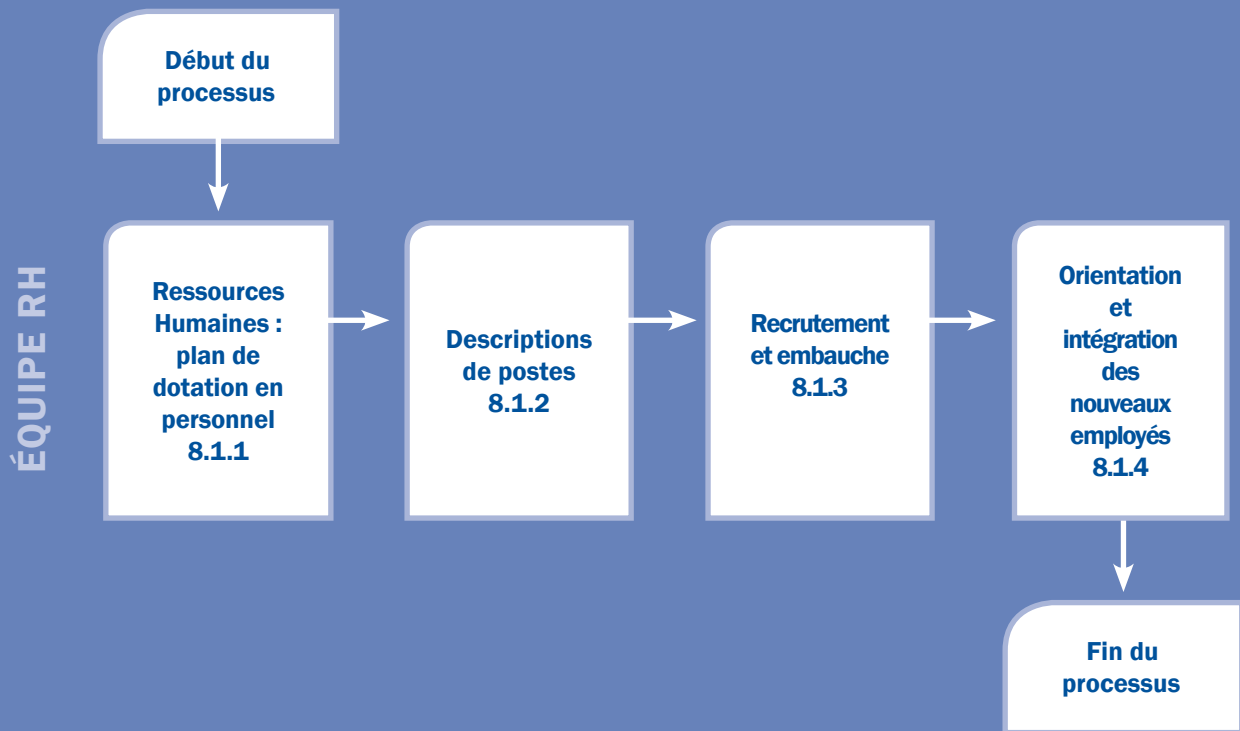 Début du
processus
ÉQUIPE RH
Ressources
Humaines :
plan de
dotation en
personnel
8.1.1
Descriptions
de postes
8.1.2
Recrutement
et embauche
8.1.3
Orientation
et
intégration
des
nouveaux
employés
8.1.4
Fin du
processus